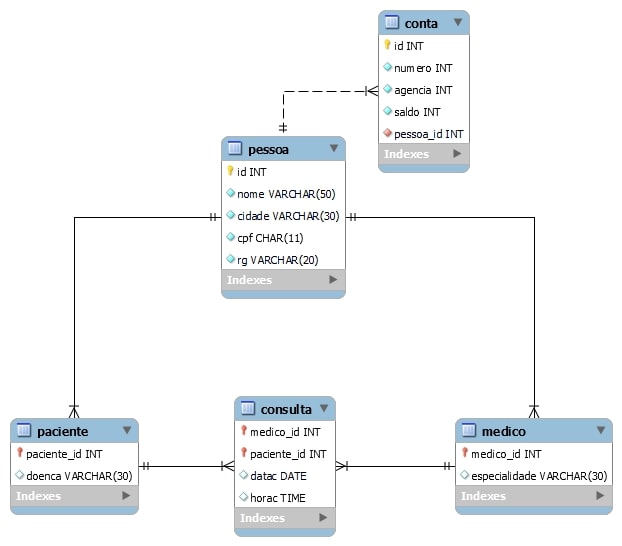 conta
id INT
numero INT
agencia INT
saldo INT
pessoa_id INT
Indexes
pessoa
id INT
nome VARCHAR(50)
cidade VARCHAR(30)
cpf CHAR(11)
rg VARCHAR(20)
Indexes
paciente
paciente_id INT
doenca VARCHAR(30)
Indexes
consulta
medico_id INT
paciente_id INT
datac DATE
horac TIME
Indexes
medico
medico_id INT
especialidade VARCHAR(30)
Indexes